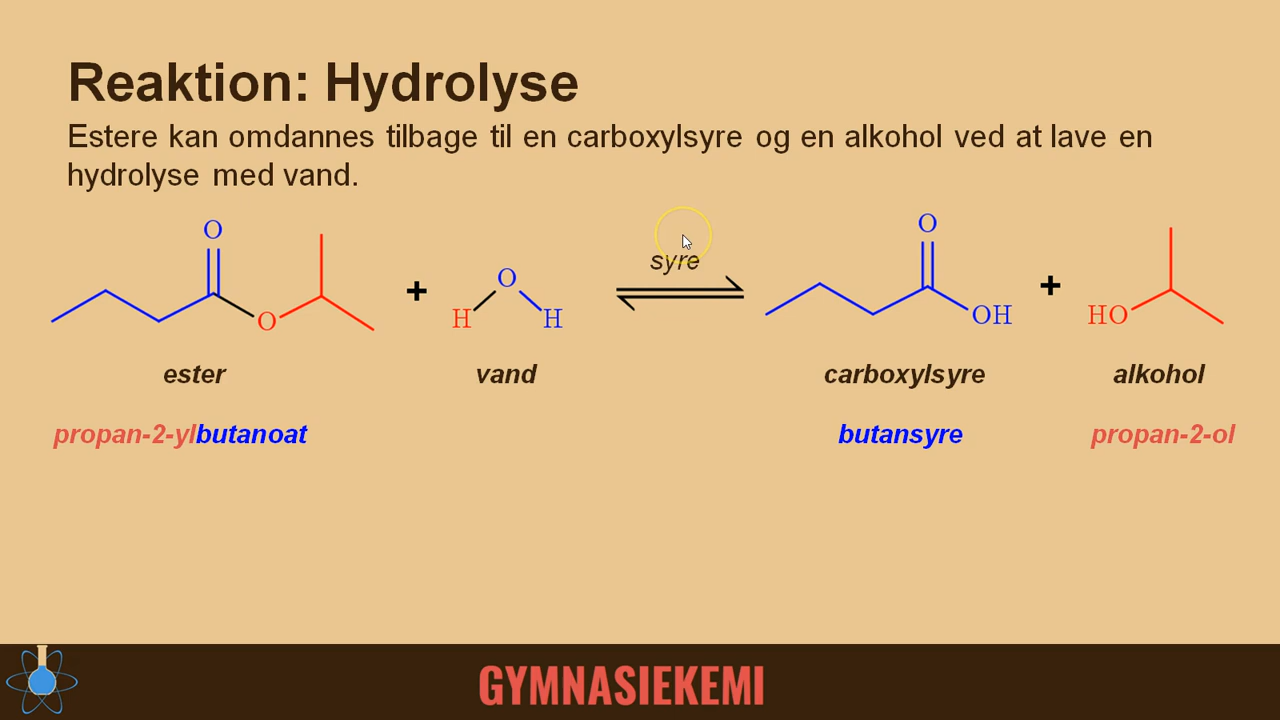 Reaktion: Hydrolyse
Estere kan omdannes tilbage til en carboxylsyre og en alkohol ved at lave en
hydrolyse med vand.
O
O
+
O
H
H
syre
O
OH
+
HO
ester
vand
carboxylsyre
alkohol
propan-2-ylbutanoat
butansyre
propan-2-ol
GYMNASIEKEMI